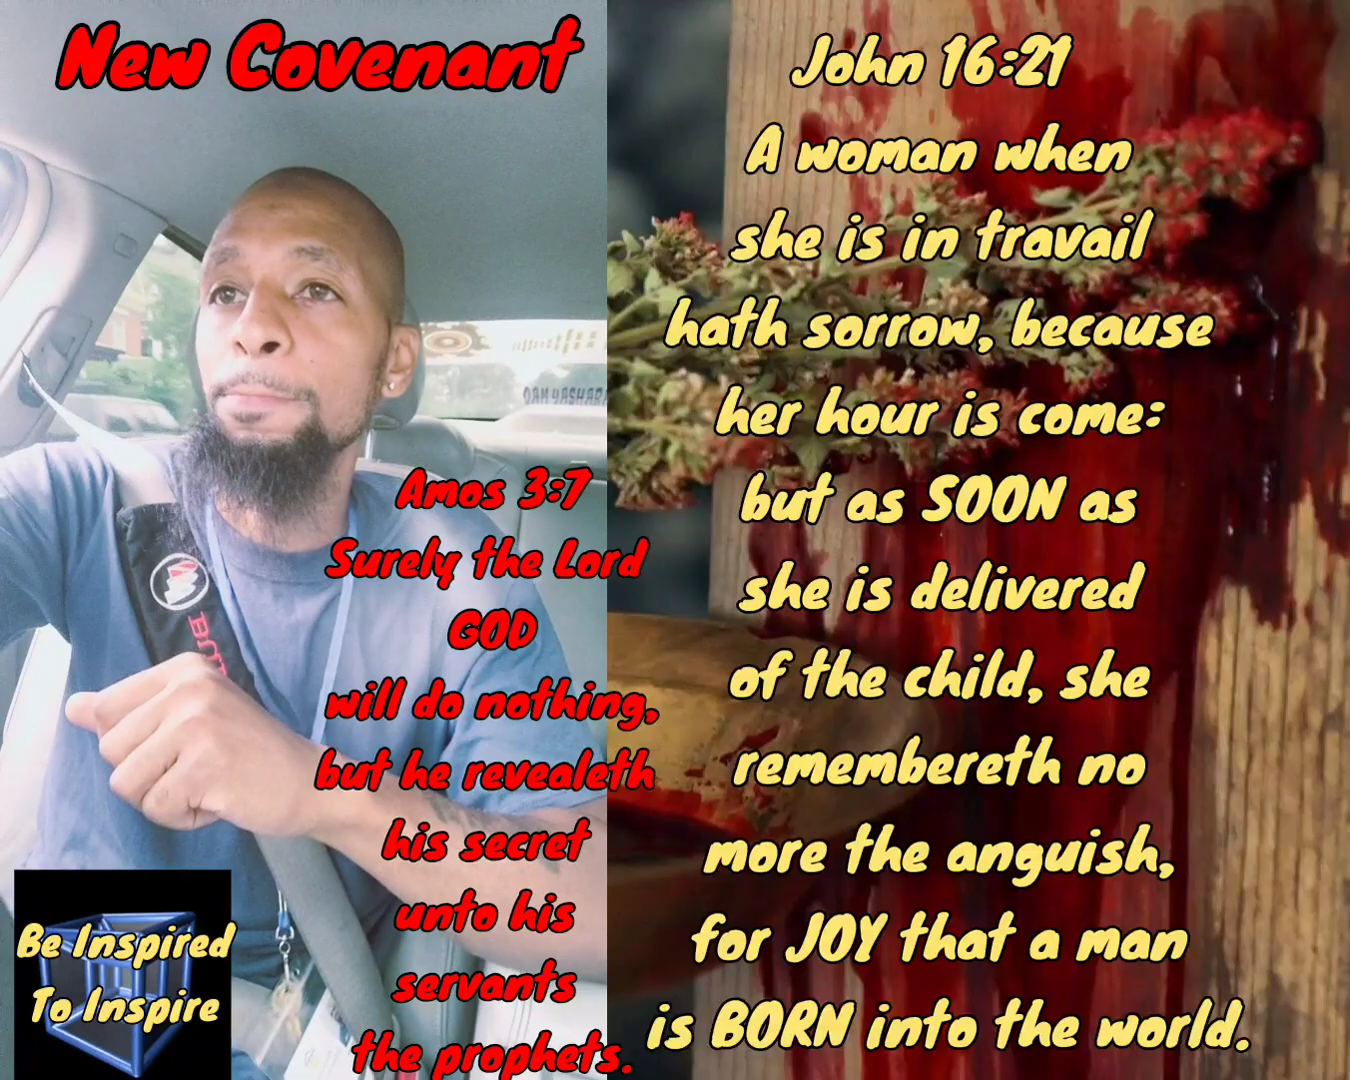 New Covenant
Amos 3:7
Surely the Lord
GOD
will do nothing,
but he revealeth
his secret
unto his
servants
the prophets.
Be Inspired
To Inspire
John 16:21
A woman when
she is in travail
hath sorrow, because
her hour is come:
but as SOON as
she is delivered
of the child, she
remembereth no
more the anguish,
for JOY that a man
is BORN into the world.